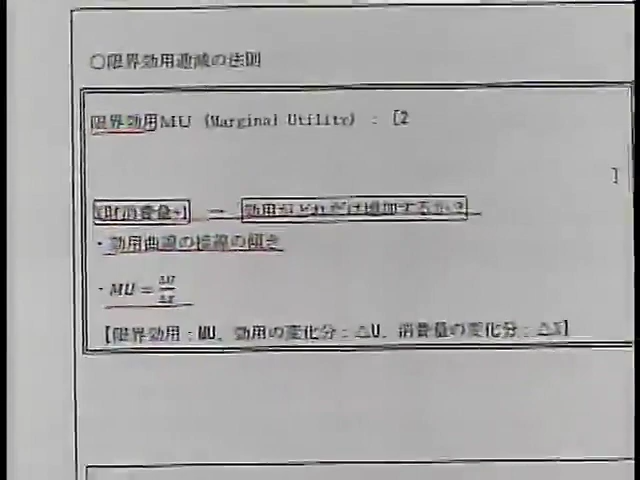 ○限界効用逓減の法則
限界効用MU (Marginal Utility) : [2
]
X財消費量+1 → 効用がどれだけ増加するか?
・効用曲線の接線の傾き
・MU = ΔU/ΔX
【限界効用:MU、効用の変化分:△U、消費量の変化分:△X】